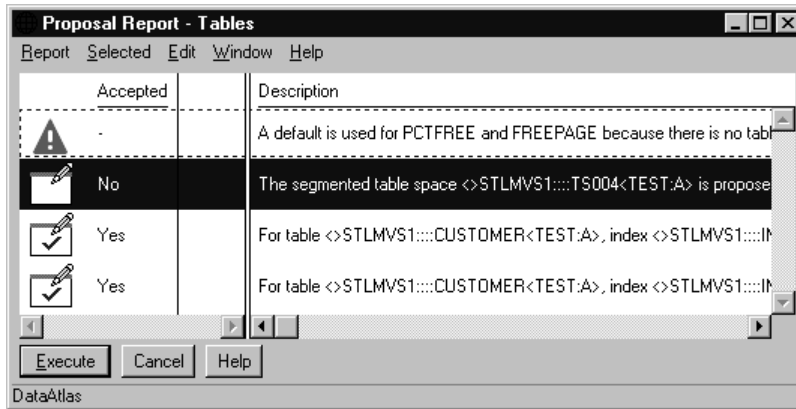 Proposal Report - Tables
Report Selected Edit Window Help
Accepted Description
- A default is used for PCTFREE and FREEPAGE because there is no tabl
No The segmented table space <>STLMVS1::::TS004<TEST:A> is propose
Yes For table <>STLMVS1::::CUSTOMER<TEST:A>, index <>STLMVS1::::IN
Yes For table <>STLMVS1::::CUSTOMER<TEST:A>, index <>STLMVS1::::IN
Execute Cancel Help
DataAtlas